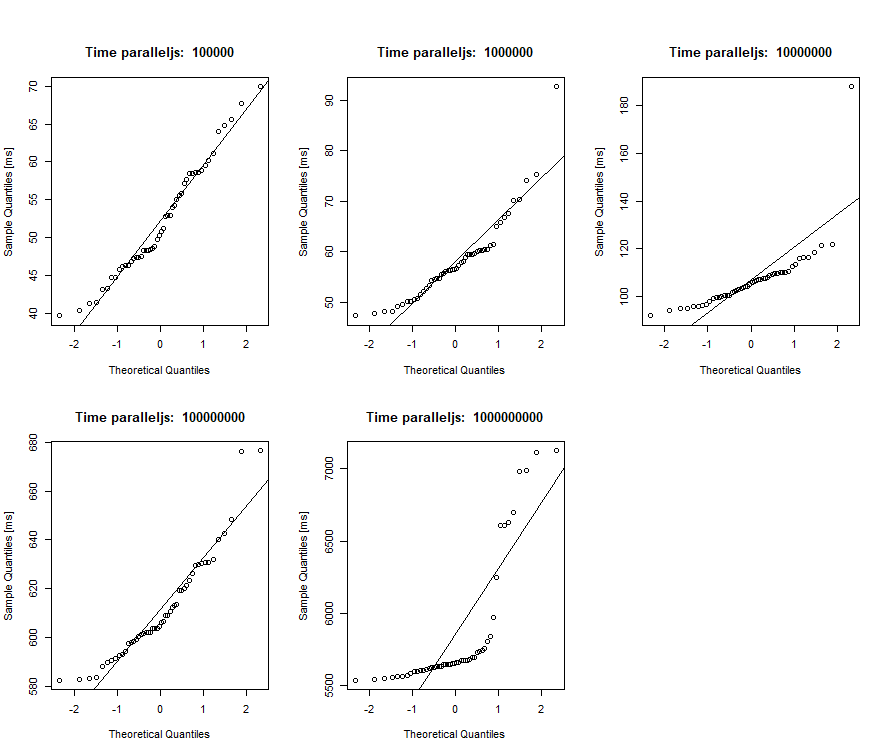 Time paralleljs: 100000
Sample Quantiles [ms]
70
65
60
55
50
45
40
-2 -1 0 1 2
Theoretical Quantiles
Time paralleljs: 1000000
Sample Quantiles [ms]
90
80
70
60
50
-2 -1 0 1 2
Theoretical Quantiles
Time paralleljs: 10000000
Sample Quantiles [ms]
180
160
140
120
100
-2 -1 0 1 2
Theoretical Quantiles
Time paralleljs: 100000000
Sample Quantiles [ms]
680
660
640
620
600
580
-2 -1 0 1 2
Theoretical Quantiles
Time paralleljs: 1000000000
Sample Quantiles [ms]
7000
6500
6000
5500
-2 -1 0 1 2
Theoretical Quantiles